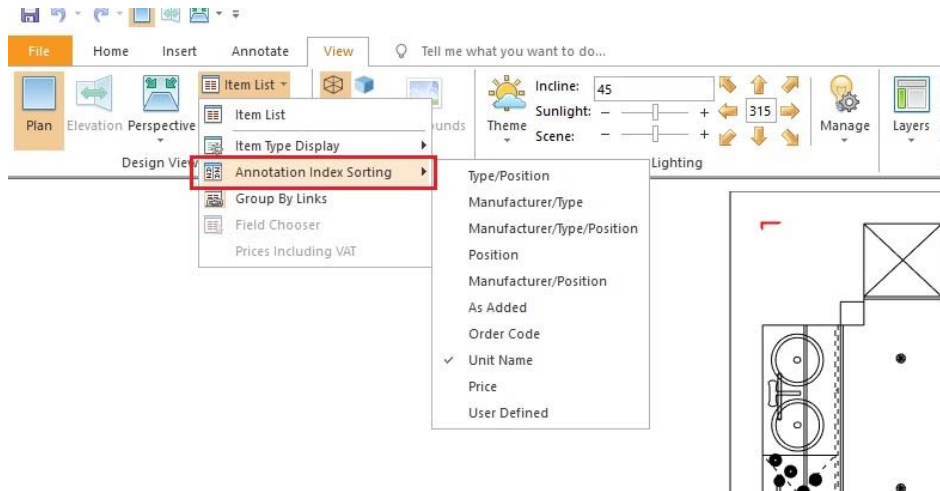 File Home Insert Annotate View Tell me what you want to do...
Plan
Elevation
Perspective
Item List
Item List
Item Type Display
Annotation Index Sorting
Group By Links
Field Chooser
Prices Including VAT
Design View
Theme
Incline: 45
Sunlight: - +
Scene: - +
315
Lighting
Manage
Layers
Type/Position
Manufacturer/Type
Manufacturer/Type/Position
Position
Manufacturer/Position
As Added
Order Code
Unit Name
Price
User Defined